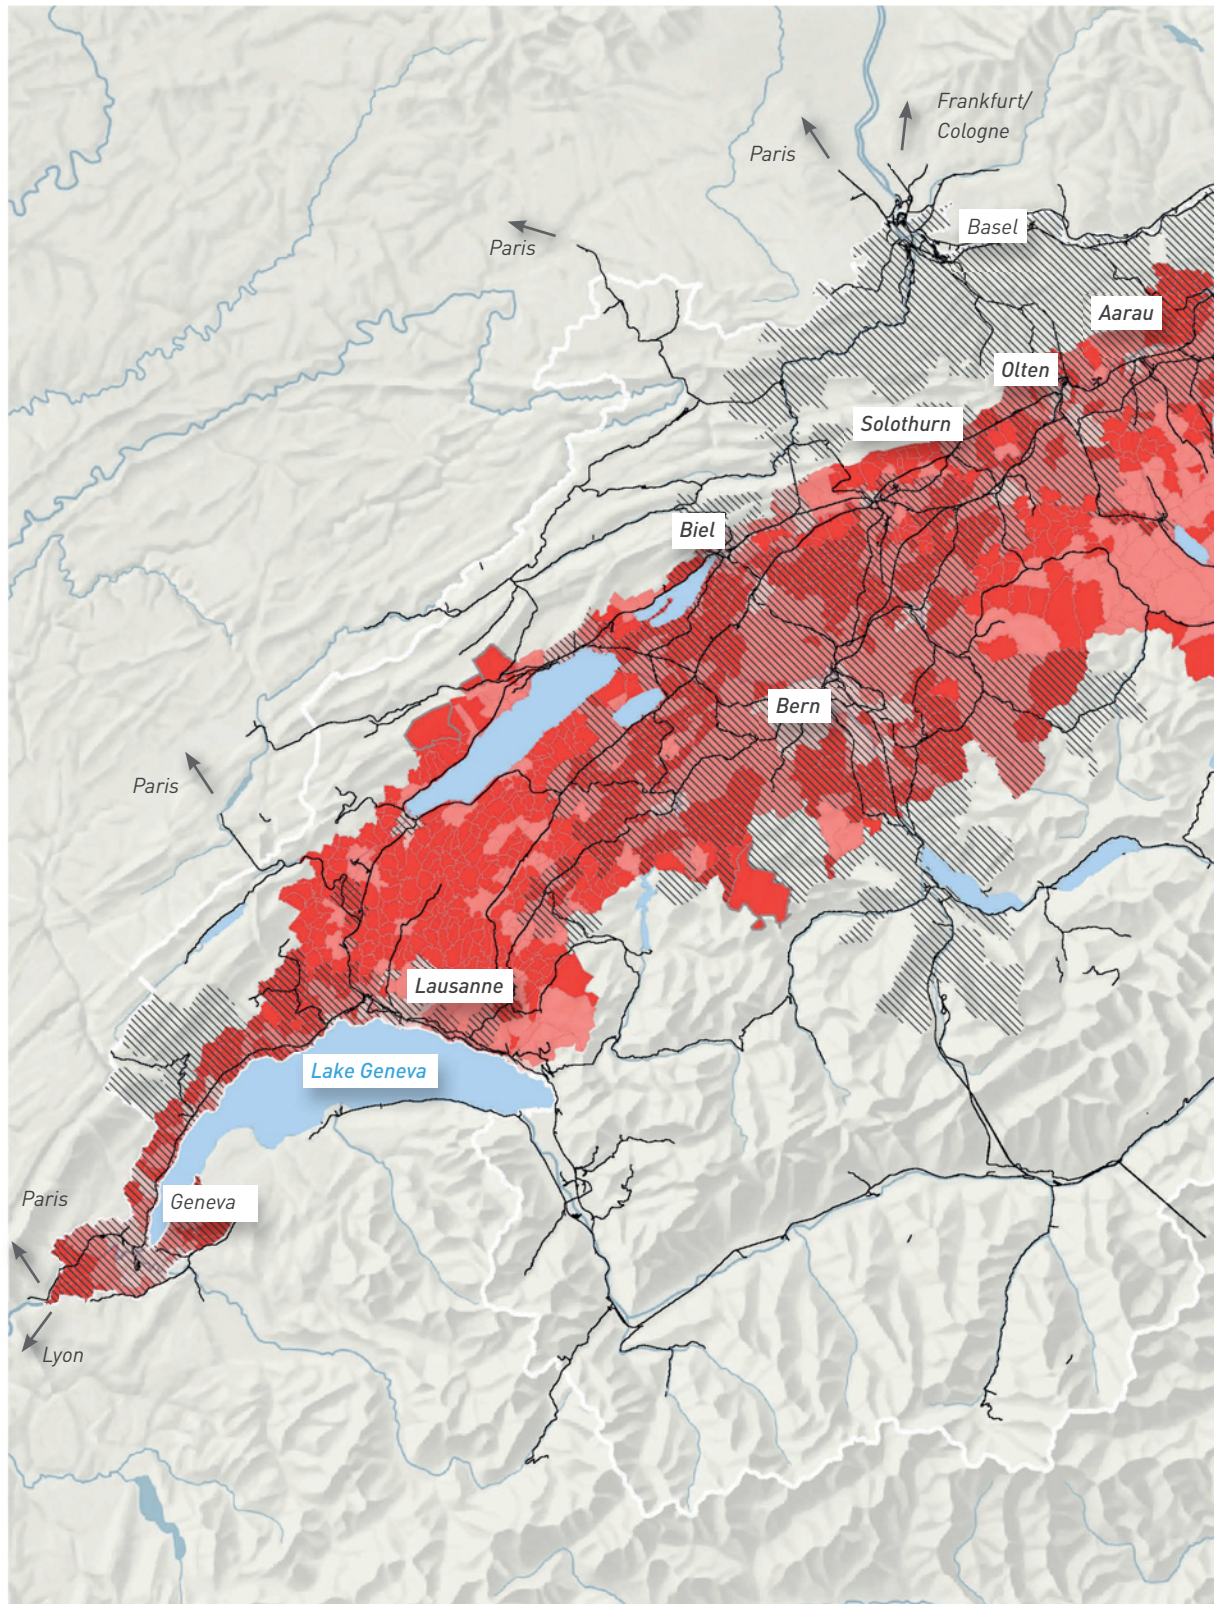 Frankfurt/
Cologne
Paris
Basel
Paris
Aarau
Olten
Solothurn
Biel
Bern
Paris
Lausanne
Lake Geneva
Paris
Geneva
Lyon